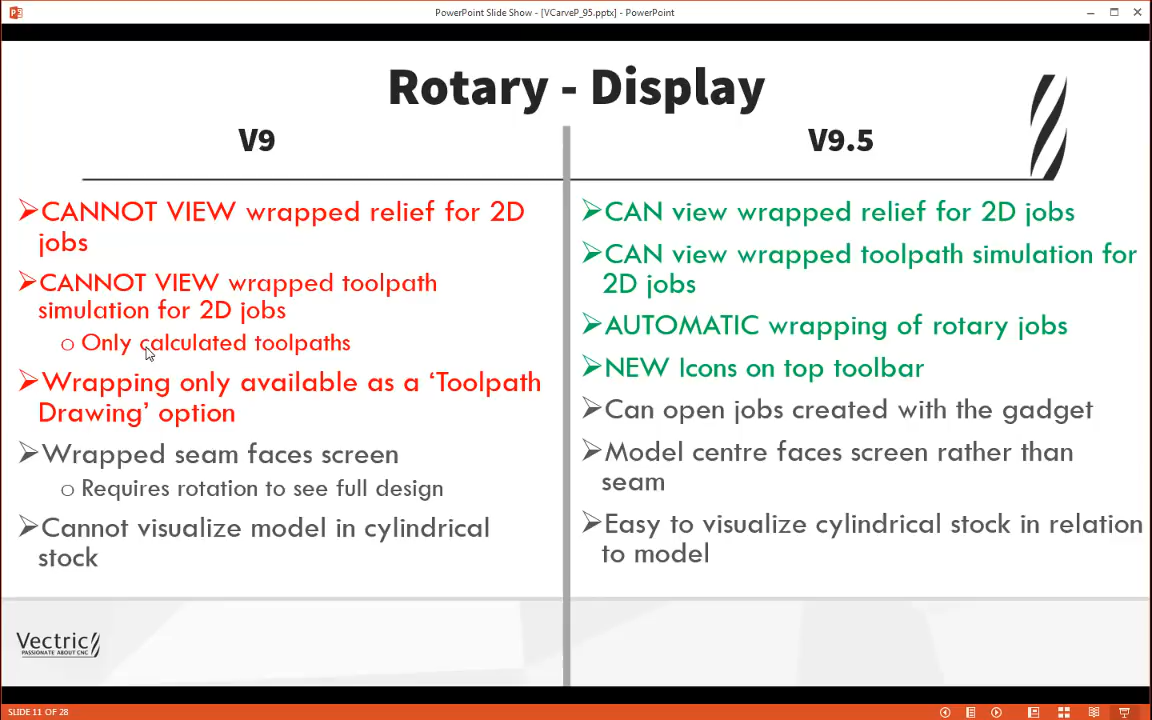 PowerPoint Slide Show - [VCarveP_95.pptx] - PowerPoint
Rotary - Display
V9
CANNOT VIEW wrapped relief for 2D
jobs
CANNOT VIEW wrapped toolpath
simulation for 2D jobs
Only calculated toolpaths
Wrapping only available as a ‘Toolpath
Drawing’ option
Wrapped seam faces screen
Requires rotation to see full design
Cannot visualize model in cylindrical
stock
V9.5
CAN view wrapped relief for 2D jobs
CAN view wrapped toolpath simulation for
2D jobs
AUTOMATIC wrapping of rotary jobs
NEW Icons on top toolbar
Can open jobs created with the gadget
Model centre faces screen rather than
seam
Easy to visualize cylindrical stock in relation
to model
Vectric
PASSIONATE ABOUT CNC
SLIDE 11 OF 28